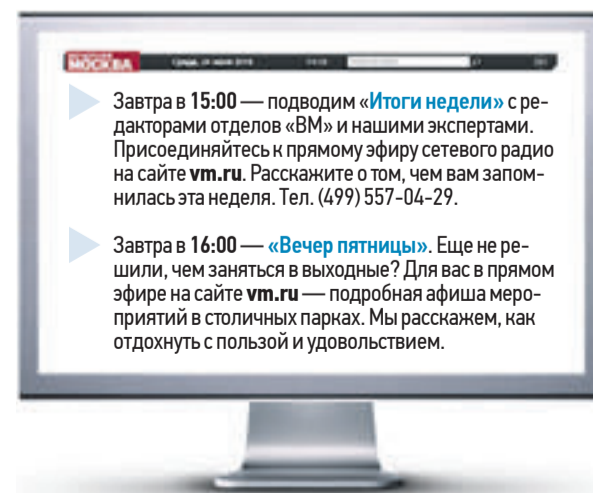 МОСКВА
Завтра в 15:00 — подводим «Итоги недели» с ре-
дакторами отделов «ВМ» и нашими экспертами.
Присоединяйтесь к прямому эфиру сетевого радио
на сайте vm.ru. Расскажите о том, чем вам запом-
нилась эта неделя. Тел. (499) 557-04-29.
Завтра в 16:00 — «Вечер пятницы». Еще не ре-
шили, чем заняться в выходные? Для вас в прямом
эфире на сайте vm.ru — подробная афиша меро-
приятий в столичных парках. Мы расскажем, как
отдохнуть с пользой и удовольствием.